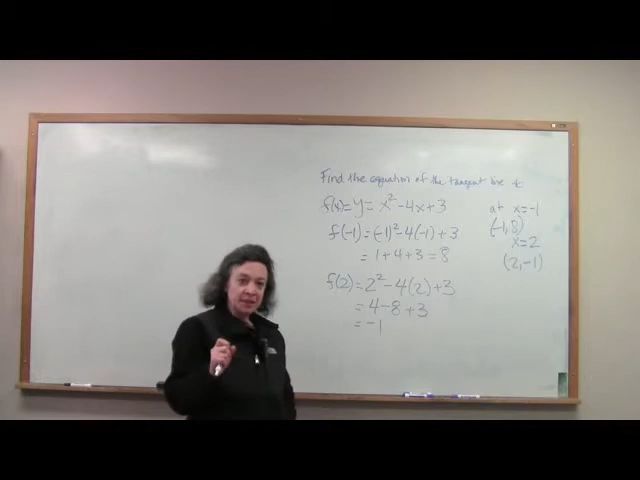 Find the equation of the tangent line to
f(x)=y= x²-4x+3
at x=-1
f(-1)=(-1)²-4(-1)+3
(-1,8)
=1+4+3=8
x=2
(2,-1)
f(2)=2²-4(2)+3
=4-8+3
=-1